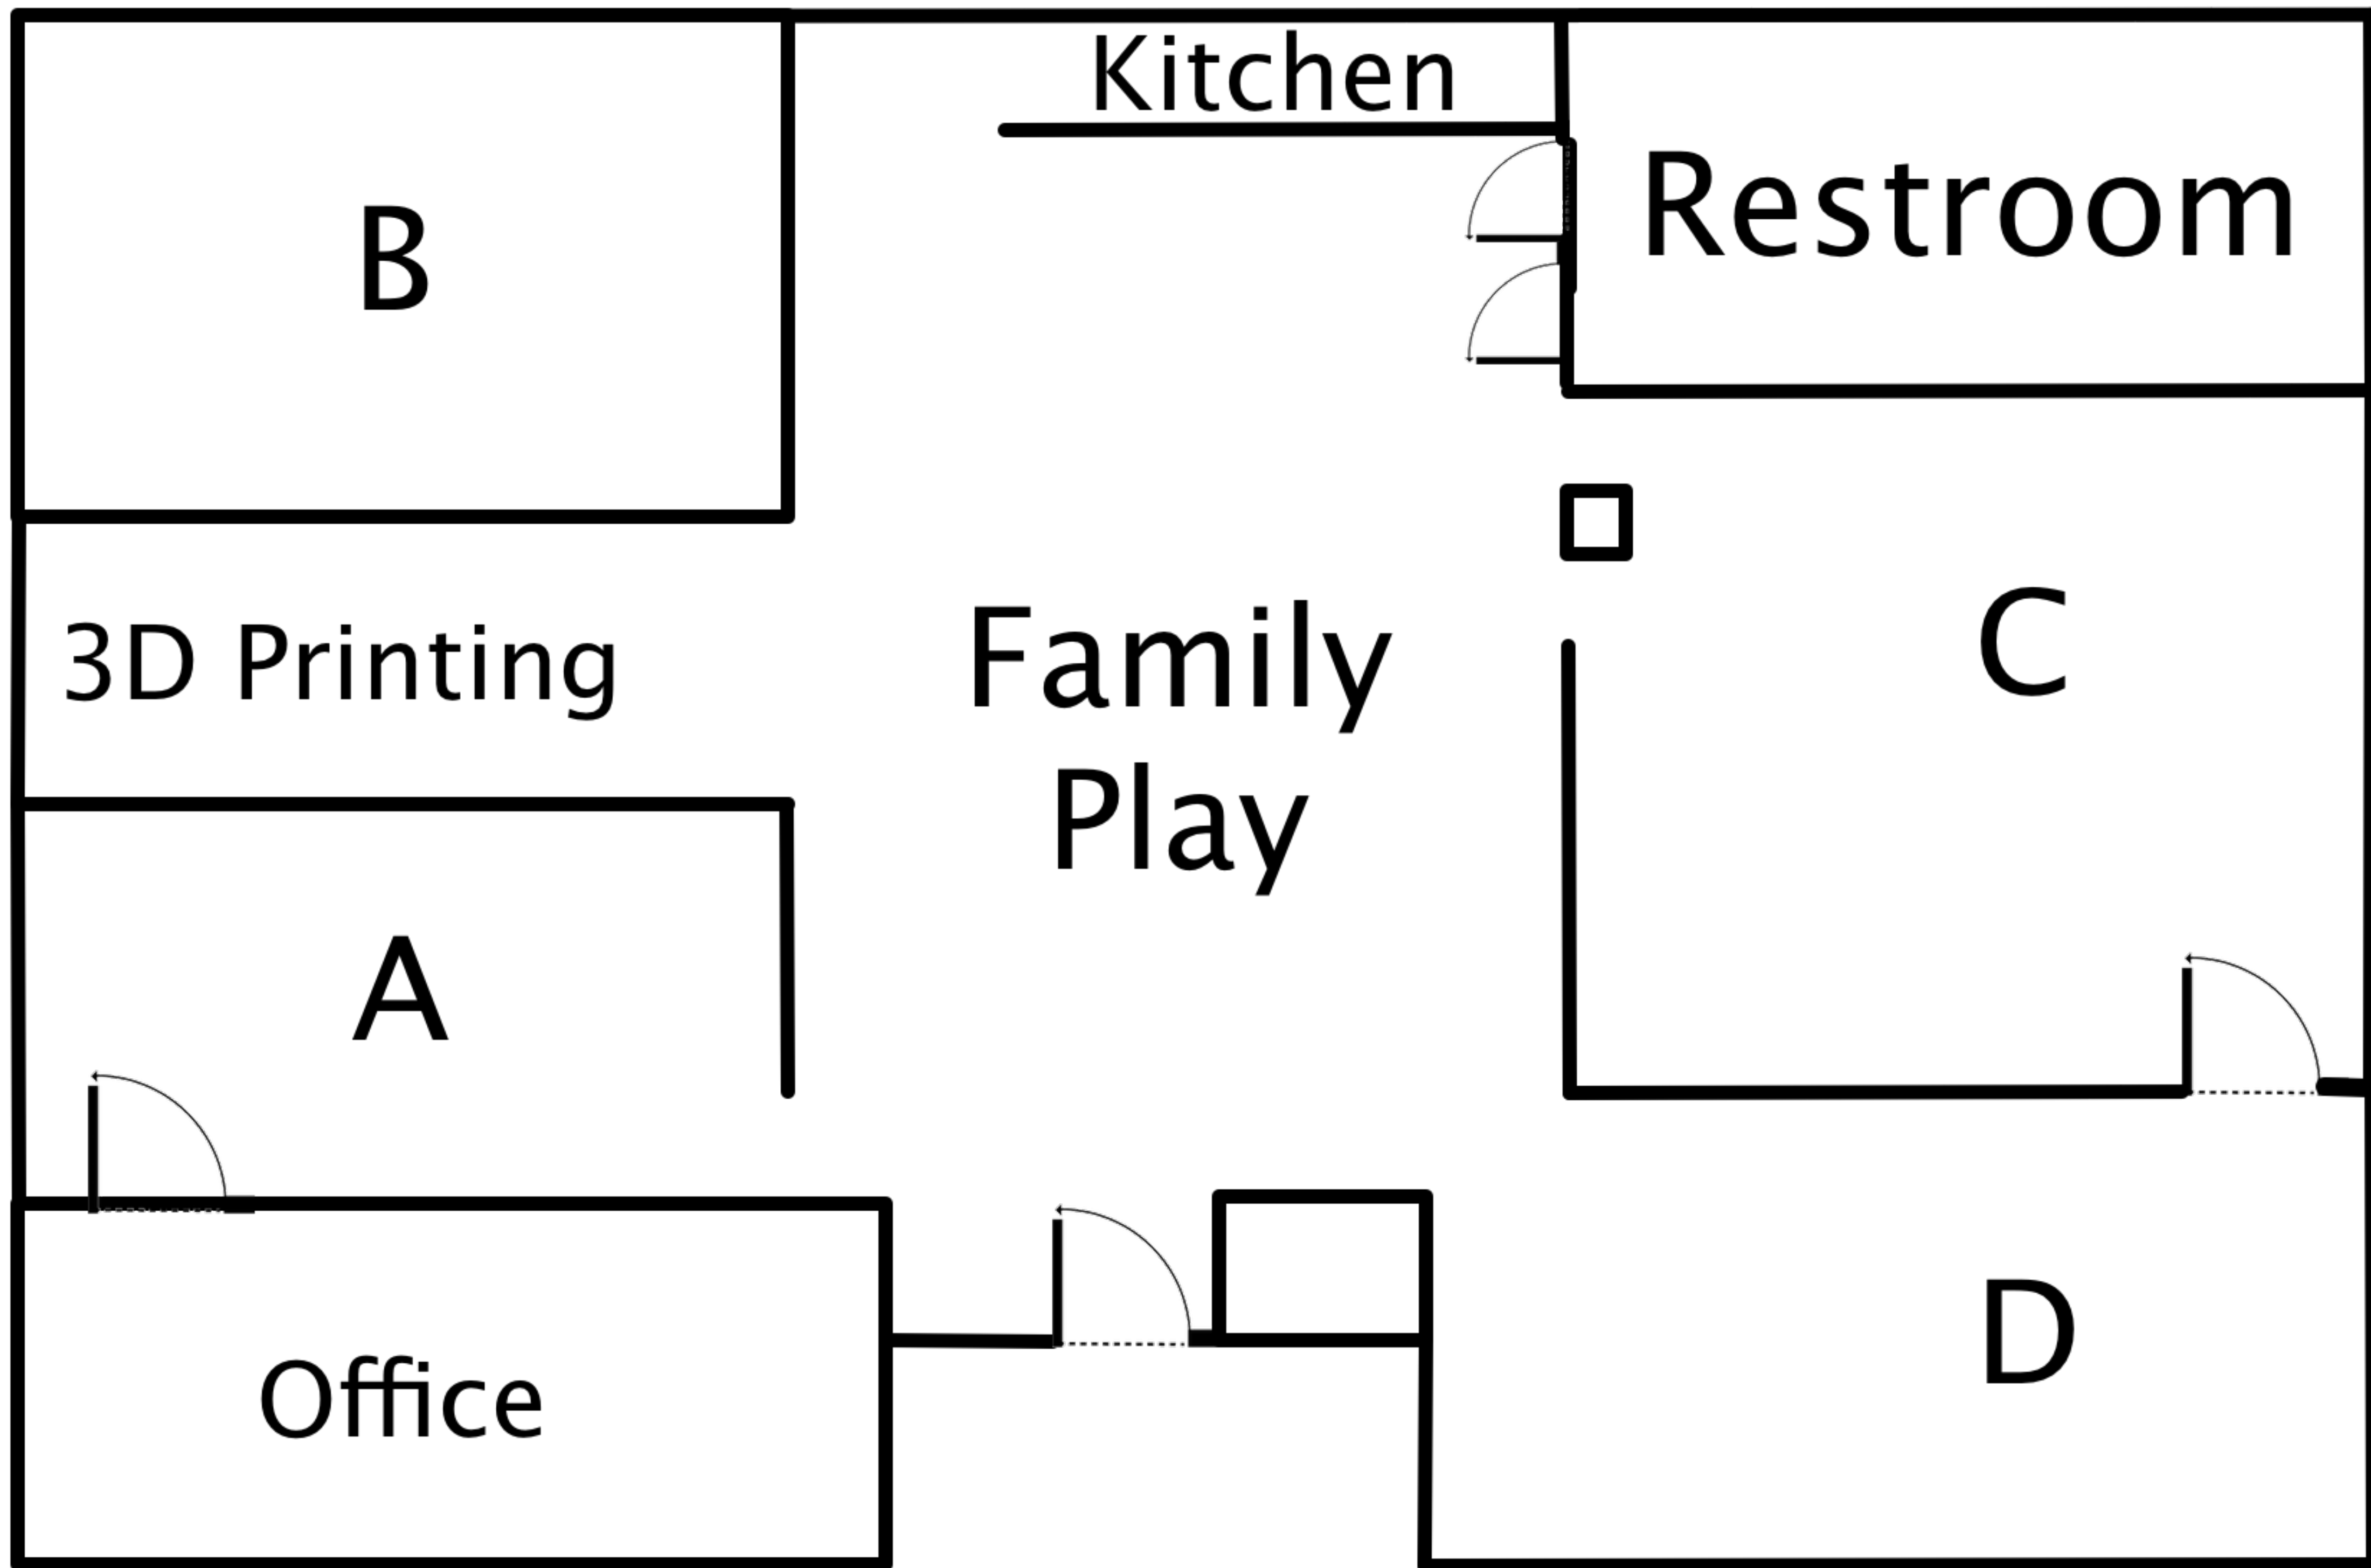 Kitchen
Restroom
B
3D Printing
Family
Play
C
A
Office
D